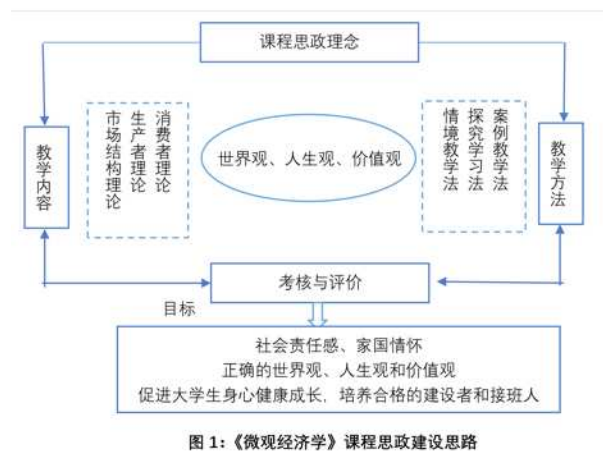 课程思政理念
教学内容
消费者理论
生产者理论
市场结构理论
世界观、人生观、价值观
案例教学法
探究学习法
情境教学法
教学方法
考核与评价
目标
社会责任感、家国情怀
正确的世界观、人生观和价值观
促进大学生身心健康成长，培养合格的建设者和接班人
图 1：《微观经济学》课程思政建设思路